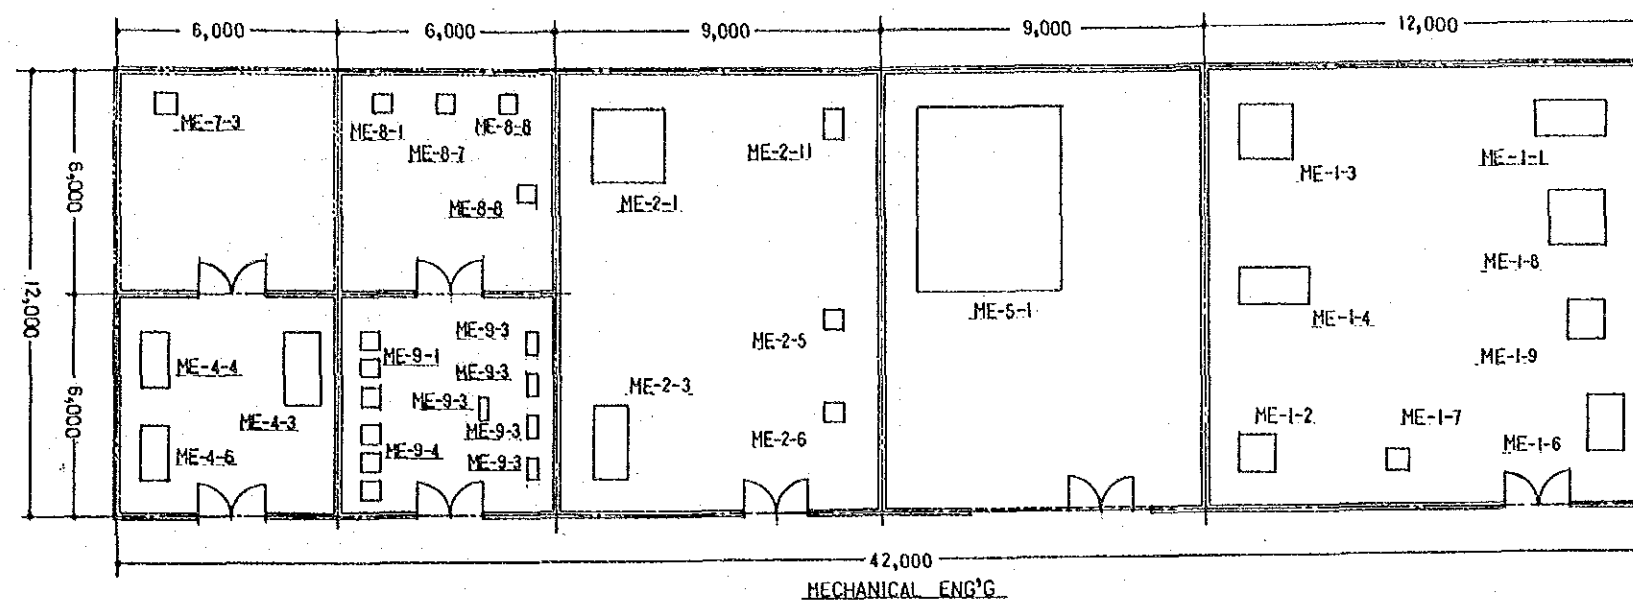 6,000
6,000
9,000
9,000
12,000
ME-7-3
ME-8-1
ME-8-7
ME-8-8
ME-8-8
ME-2-1
ME-2-11
ME-5-1
ME-1-3
ME-1-1
ME-1-8
6,000
12,000
6,000
ME-4-4
ME-4-3
ME-4-6
ME-9-1
ME-9-3
ME-9-3
ME-9-3
ME-9-3
ME-9-4
ME-9-3
ME-2-5
ME-2-3
ME-2-6
ME-1-4
ME-1-9
ME-1-2
ME-1-7
ME-1-6
42,000
MECHANICAL ENG'G